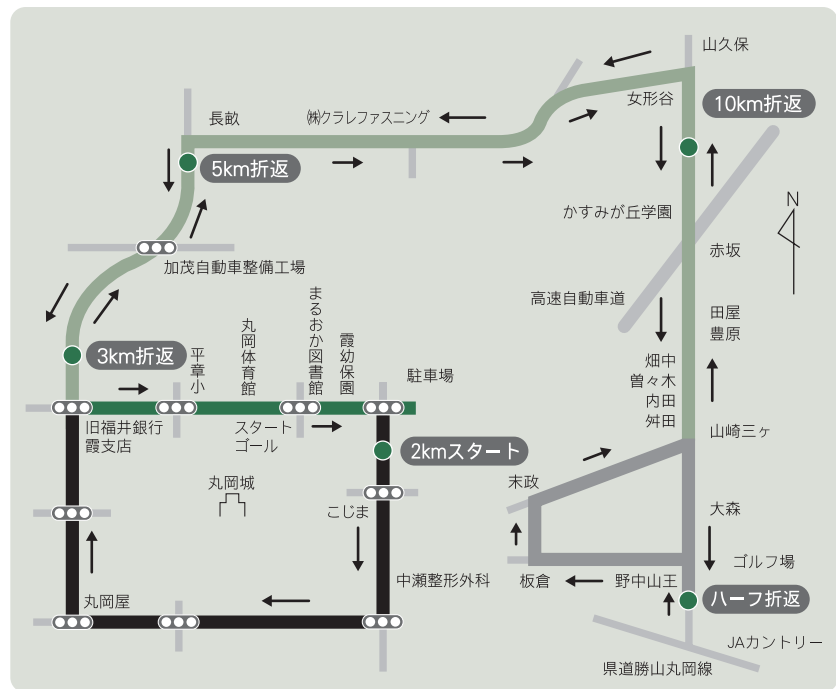 山久保
女形谷
10km折返
長畝
㈱クラレファスニング
5km折返
かすみが丘学園
N
赤坂
加茂自動車整備工場
高速自動車道
田屋
豊原
3km折返
平章小
丸岡体育館
まるおか図書館
霞幼保園
駐車場
畑中
曽々木
内田
舛田
旧福井銀行
霞支店
スタート
ゴール
2kmスタート
山崎三ヶ
丸岡城
こじま
末政
大森
ゴルフ場
中瀬整形外科
板倉
野中山王
丸岡屋
ハーフ折返
JAカントリー
県道勝山丸岡線